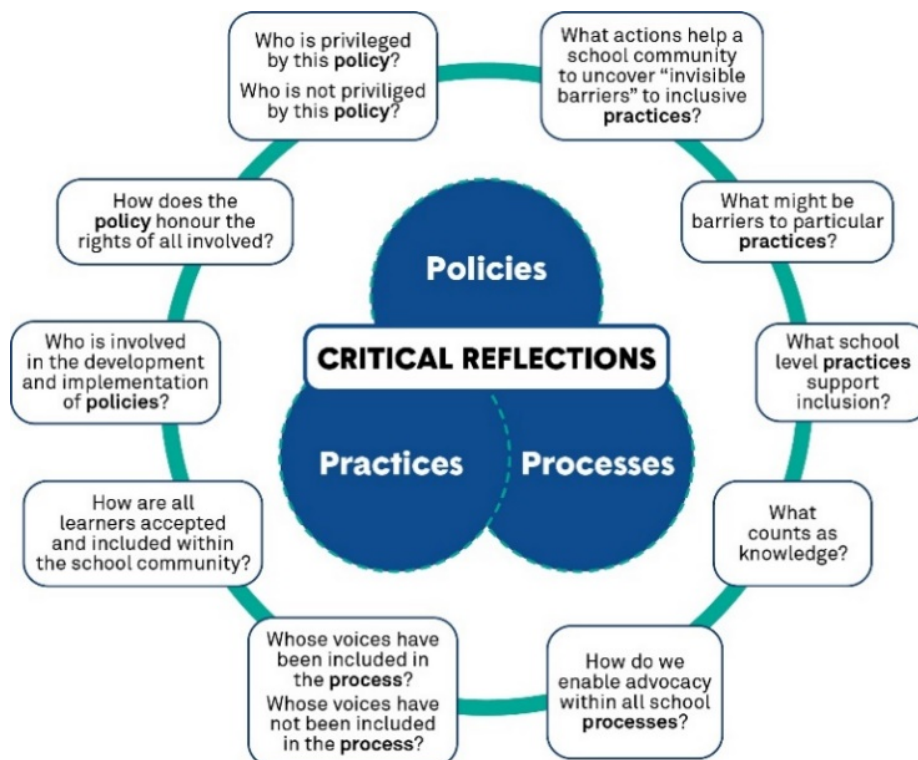 Who is privileged
by this policy?
Who is not priviliged
by this policy?
What actions help a
school community
to uncover “invisible
barriers” to inclusive
practices?
What might be
barriers to particular
practices?
What school
level practices
support
inclusion?
What
counts as
knowledge?
How do we
enable advocacy
within all school
processes?
Whose voices have
been included in
the process?
Whose voices have
not been included
in the process?
How are all
learners accepted
and included within
the school community?
Who is involved
in the development
and implementation
of policies?
How does the
policy honour the
rights of all involved?
Policies
CRITICAL REFLECTIONS
Practices
Processes